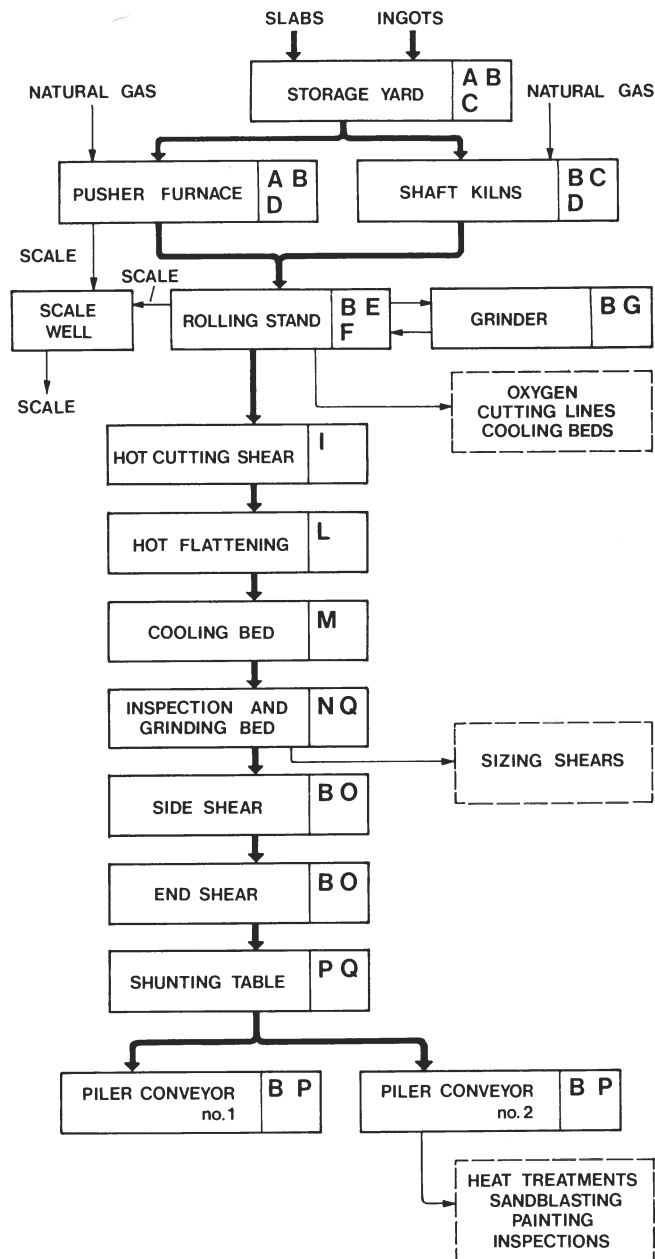 SLABS INGOTS
NATURAL GAS
STORAGE YARD
A B
C
NATURAL GAS
PUSHER FURNACE
A B
D
SHAFT KILNS
B C
D
SCALE
SCALE
SCALE
WELL
ROLLING STAND
B E
F
GRINDER
B G
SCALE
OXYGEN
CUTTING LINES
COOLING BEDS
HOT CUTTING SHEAR
I
HOT FLATTENING
L
COOLING BED
M
INSPECTION AND
GRINDING BED
N Q
SIZING SHEARS
SIDE SHEAR
B O
END SHEAR
B O
SHUNTING TABLE
P Q
PILER CONVEYOR
no.1
B P
PILER CONVEYOR
no.2
B P
HEAT TREATMENTS
SANDBLASTING
PAINTING
INSPECTIONS